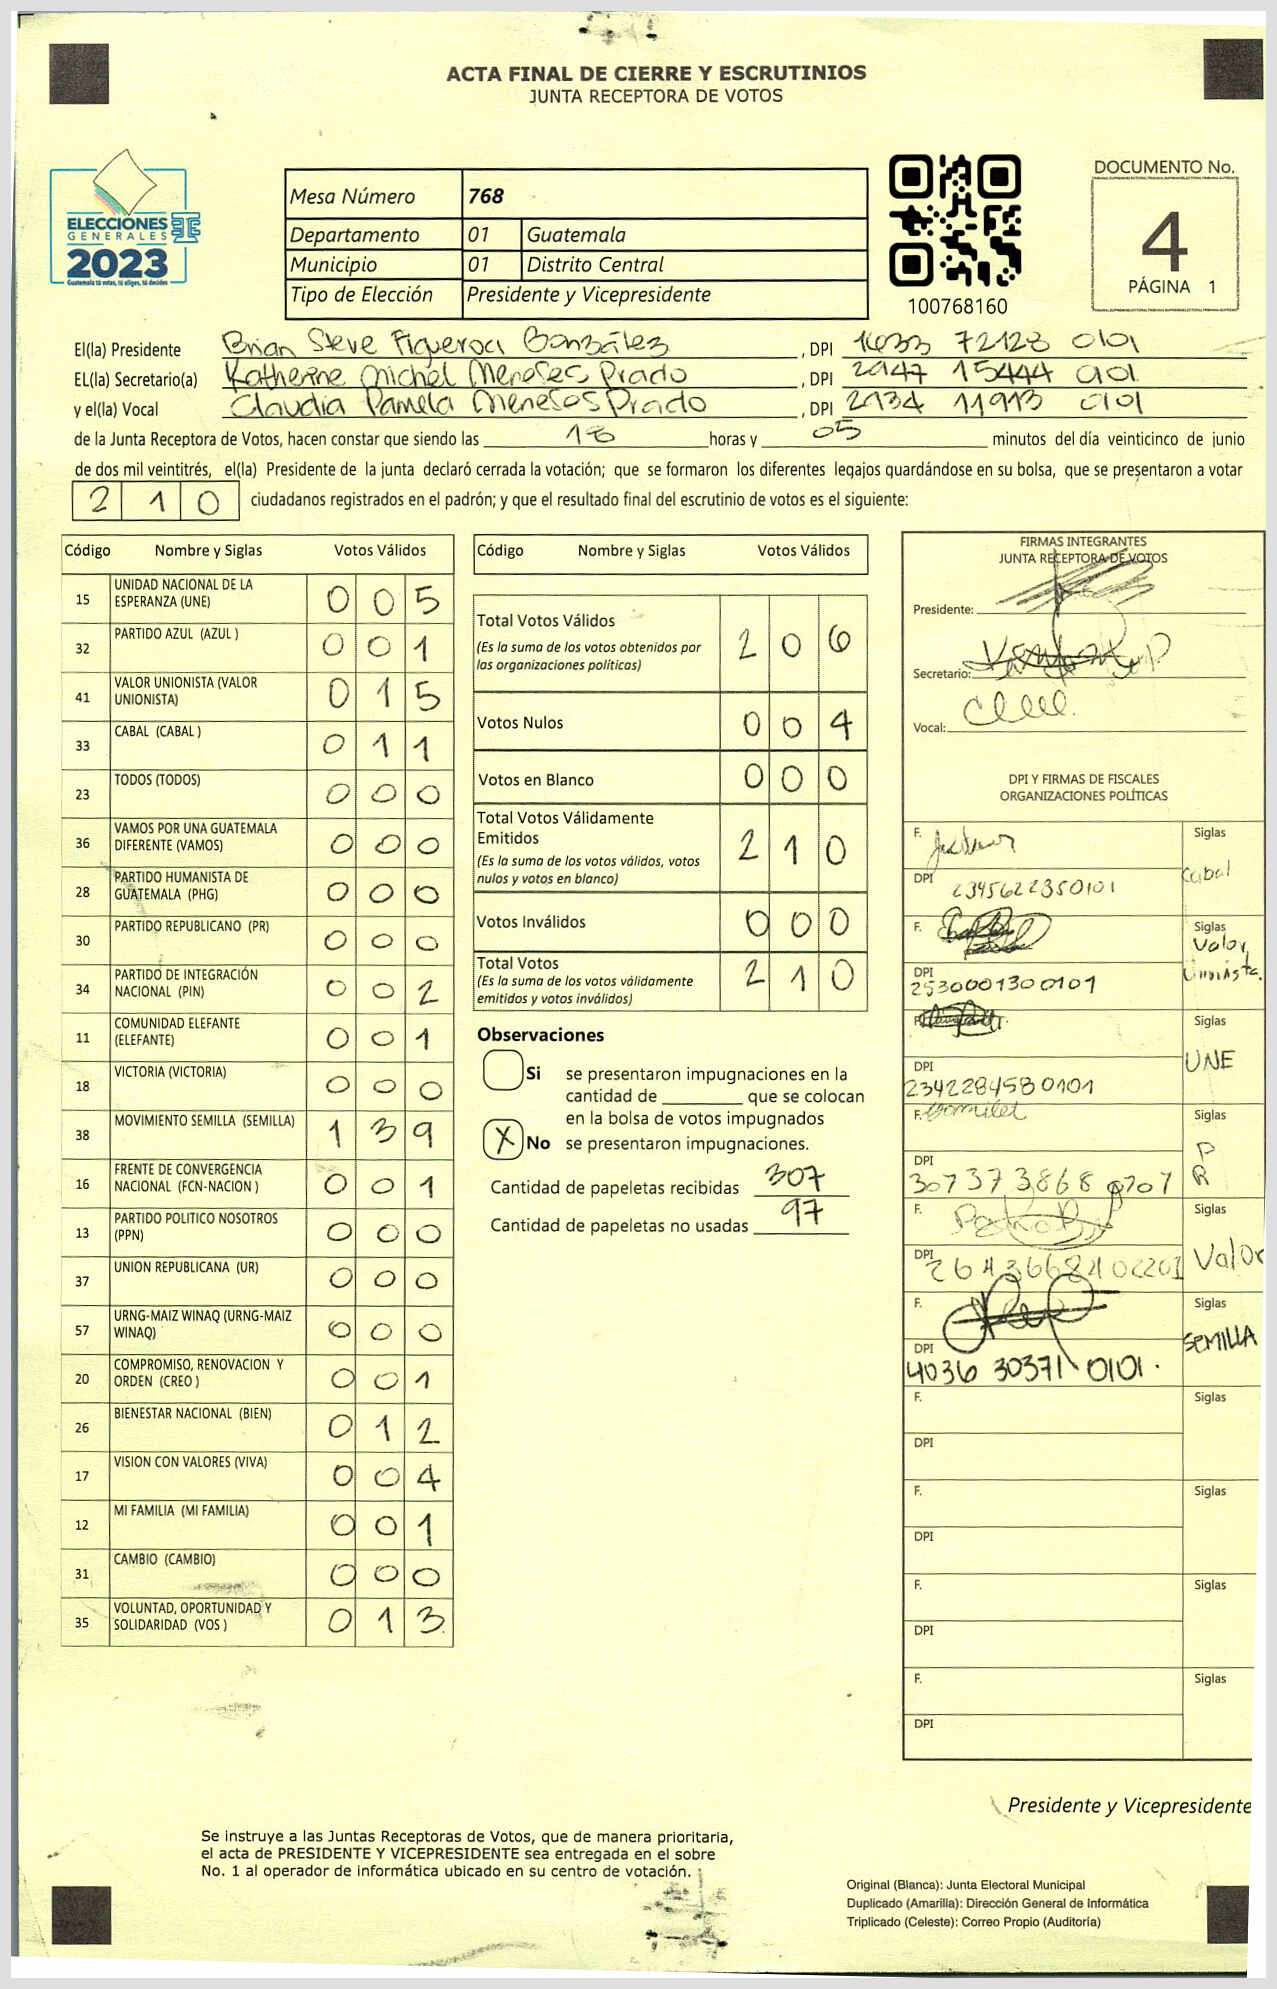 ACTA FINAL DE CIERRE Y ESCRUTINIOS
JUNTA RECEPTORA DE VOTOS
ELECCIONES
GENERALES
2023
Guatemala tú votas, tú eliges, tú decides
Mesa Número 768
Departamento 01 Guatemala
Municipio 01 Distrito Central
Tipo de Elección Presidente y Vicepresidente
100768160
DOCUMENTO No.
4
PÁGINA 1
El(la) Presidente Brian Steve Figueroa González, DPI 1633 72128 0101
EL(la) Secretario(a) Katherine Michel Meneses Prado, DPI 2947 15444 0101
y el(la) Vocal Claudia Pamela Meneses Prado, DPI 2134 11913 0101
de la Junta Receptora de Votos, hacen constar que siendo las 18 horas y 05 minutos del día veinticinco de junio
de dos mil veintitrés, el(la) Presidente de la junta declaró cerrada la votación; que se formaron los diferentes legajos quardándose en su bolsa, que se presentaron a votar
2 1 0 ciudadanos registrados en el padrón; y que el resultado final del escrutinio de votos es el siguiente:
Código Nombre y Siglas Votos Válidos
15 UNIDAD NACIONAL DE LA ESPERANZA (UNE) 0 0 5
32 PARTIDO AZUL (AZUL ) 0 0 1
41 VALOR UNIONISTA (VALOR UNIONISTA) 0 1 5
33 CABAL (CABAL ) 0 1 1
23 TODOS (TODOS) 0 0 0
36 VAMOS POR UNA GUATEMALA DIFERENTE (VAMOS) 0 0 0
28 PARTIDO HUMANISTA DE GUATEMALA (PHG) 0 0 0
30 PARTIDO REPUBLICANO (PR) 0 0 0
34 PARTIDO DE INTEGRACIÓN NACIONAL (PIN) 0 0 2
11 COMUNIDAD ELEFANTE (ELEFANTE) 0 0 1
18 VICTORIA (VICTORIA) 0 0 0
38 MOVIMIENTO SEMILLA (SEMILLA) 1 3 9
16 FRENTE DE CONVERGENCIA NACIONAL (FCN-NACION ) 0 0 1
13 PARTIDO POLITICO NOSOTROS (PPN) 0 0 0
37 UNION REPUBLICANA (UR) 0 0 0
57 URNG-MAIZ WINAQ (URNG-MAIZ WINAQ) 0 0 0
20 COMPROMISO, RENOVACION Y ORDEN (CREO ) 0 0 1
26 BIENESTAR NACIONAL (BIEN) 0 1 2
17 VISION CON VALORES (VIVA) 0 0 4
12 MI FAMILIA (MI FAMILIA) 0 0 1
31 CAMBIO (CAMBIO) 0 0 0
35 VOLUNTAD, OPORTUNIDAD Y SOLIDARIDAD (VOS ) 0 1 3
Código Nombre y Siglas Votos Válidos
Total Votos Válidos 2 0 6
(Es la suma de los votos obtenidos por
las organizaciones políticas)
Votos Nulos 0 0 4
Votos en Blanco 0 0 0
Total Votos Válidamente
Emitidos 2 1 0
(Es la suma de los votos válidos, votos
nulos y votos en blanco)
Votos Inválidos 0 0 0
Total Votos 2 1 0
(Es la suma de los votos válidamente
emitidos y votos inválidos)
Observaciones
Si se presentaron impugnaciones en la
cantidad de ________ que se colocan
en la bolsa de votos impugnados
X No se presentaron impugnaciones.
Cantidad de papeletas recibidas 307
Cantidad de papeletas no usadas 97
FIRMAS INTEGRANTES
JUNTA RECEPTORA DE VOTOS
Presidente:
Secretario:
Vocal:
DPI Y FIRMAS DE FISCALES
ORGANIZACIONES POLÍTICAS
F. Siglas
Cabal
DPI 2345622350101
F. Siglas
Valor
Unionista.
DPI
2530001300101
F. Siglas
UNE
DPI
2342284580101
F. Siglas
P
R
DPI
307373868 0701
F. Siglas
Valor
DPI 2643668402201
F. Siglas
SEMILLA
DPI
4036 30371 0101.
F. Siglas
DPI
F. Siglas
DPI
F. Siglas
DPI
F. Siglas
DPI
Presidente y Vicepresidente
Se instruye a las Juntas Receptoras de Votos, que de manera prioritaria,
el acta de PRESIDENTE Y VICEPRESIDENTE sea entregada en el sobre
No. 1 al operador de informática ubicado en su centro de votación.
Original (Blanca): Junta Electoral Municipal
Duplicado (Amarilla): Dirección General de Informática
Triplicado (Celeste): Correo Propio (Auditoría)